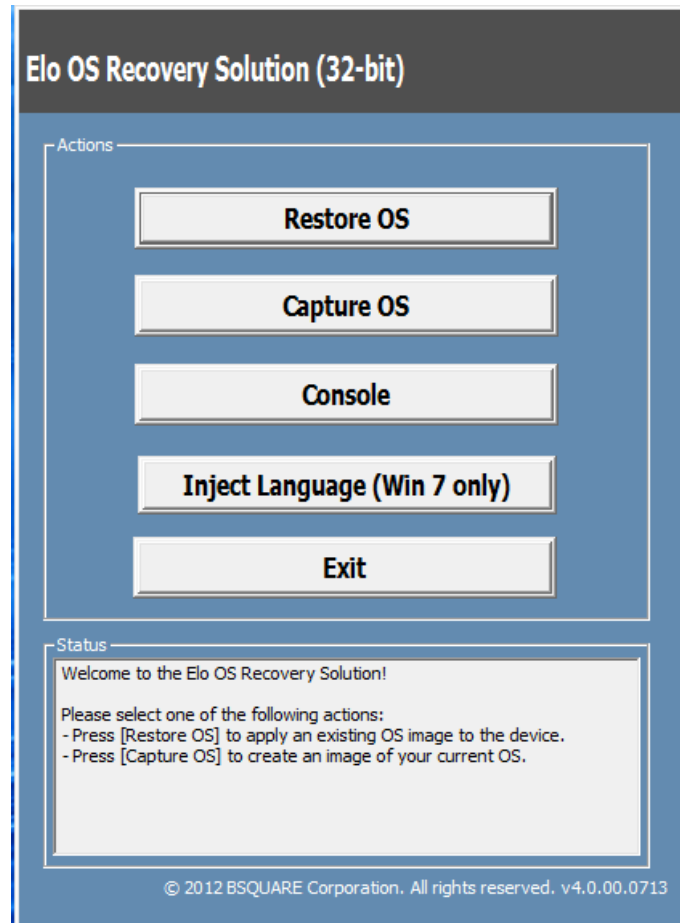 Elo OS Recovery Solution (32-bit)
Actions
Restore OS
Capture OS
Console
Inject Language (Win 7 only)
Exit
Status
Welcome to the Elo OS Recovery Solution!
Please select one of the following actions:
- Press [Restore OS] to apply an existing OS image to the device.
- Press [Capture OS] to create an image of your current OS.
© 2012 BSQUARE Corporation. All rights reserved. v4.0.00.0713